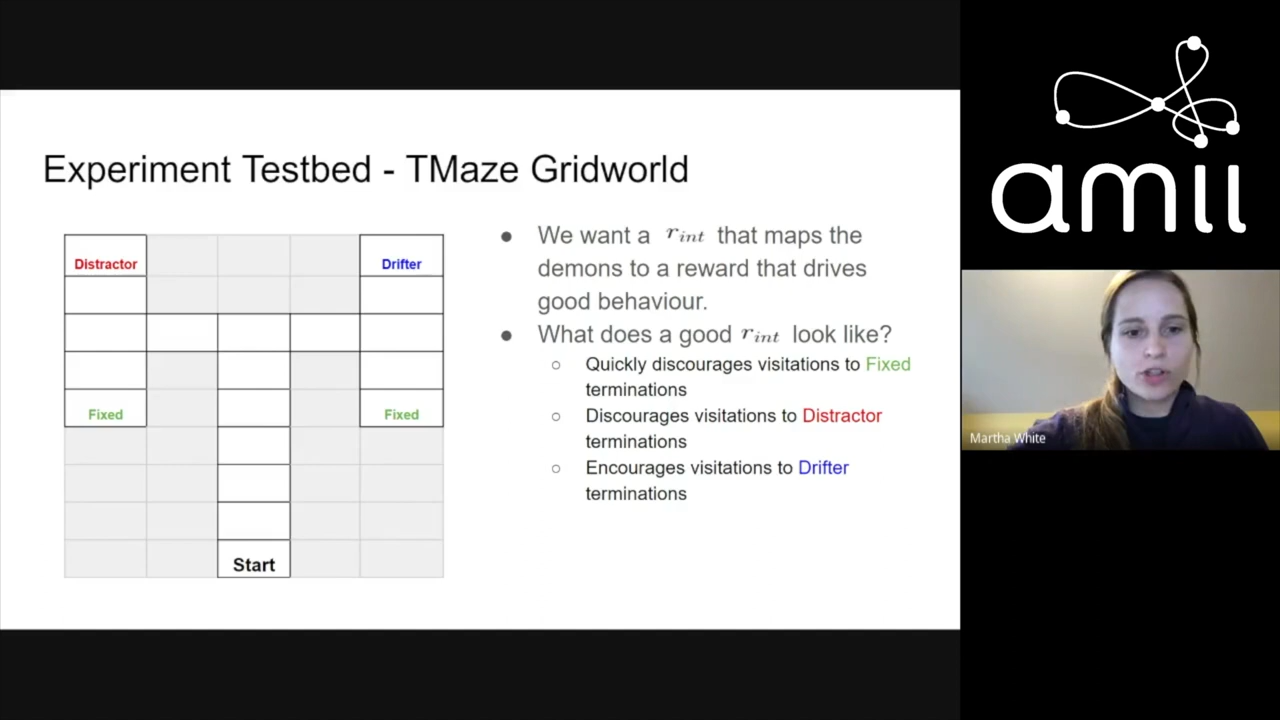 Experiment Testbed - TMaze Gridworld
Distractor
Drifter
Fixed
Fixed
Start
● We want a r_int that maps the
demons to a reward that drives
good behaviour.
● What does a good r_int look like?
○ Quickly discourages visitations to Fixed
terminations
○ Discourages visitations to Distractor
terminations
○ Encourages visitations to Drifter
terminations
amii
Martha White